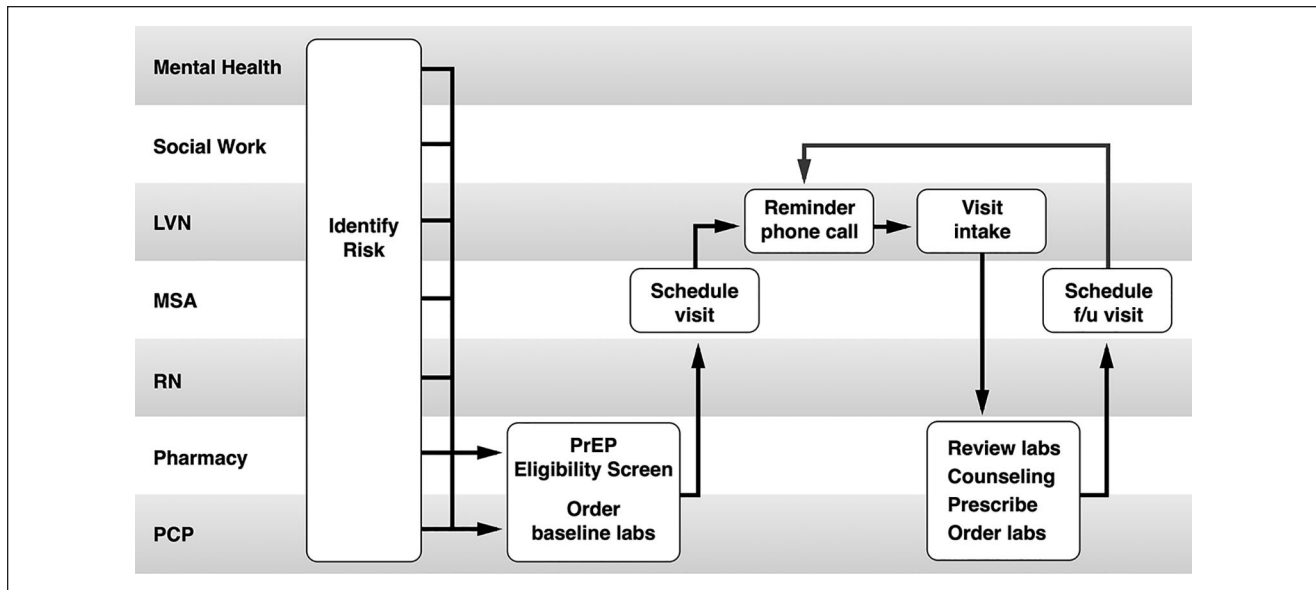 Mental Health
Social Work
LVN
MSA
RN
Pharmacy
PCP
Identify
Risk
PrEP
Eligibility Screen
Order
baseline labs
Schedule
visit
Reminder
phone call
Visit
intake
Review labs
Counseling
Prescribe
Order labs
Schedule
f/u visit